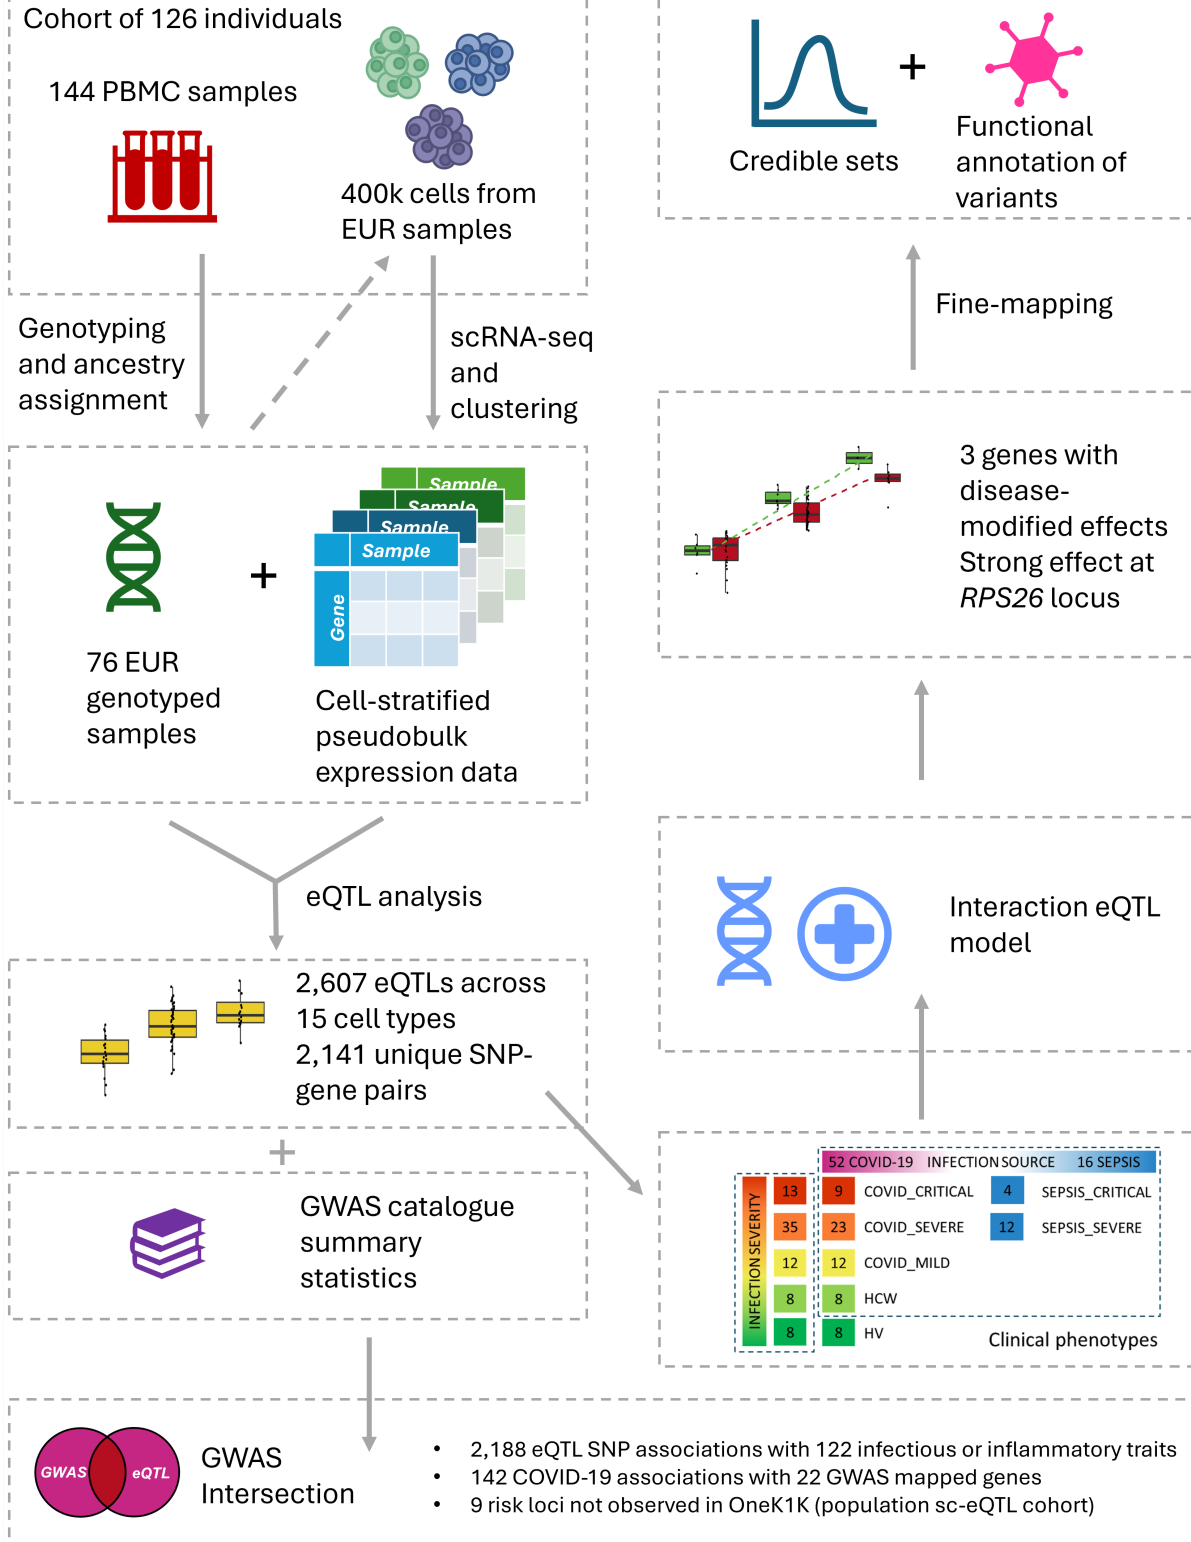 Cohort of 126 individuals
144 PBMC samples
400k cells from
EUR samples
Genotyping
and ancestry
assignment
scRNA-seq
and
clustering
Sample
Sample
Sample
Sample
Gene
76 EUR
genotyped
samples
+
Cell-stratified
pseudobulk
expression data
eQTL analysis
2,607 eQTLs across
15 cell types
2,141 unique SNP-
gene pairs
+
GWAS catalogue
summary
statistics
Credible sets
+
Functional
annotation of
variants
Fine-mapping
3 genes with
disease-
modified effects
Strong effect at
RPS26 locus
Interaction eQTL
model
52 COVID-19 INFECTION SOURCE 16 SEPSIS
INFECTION SEVERITY
13 9 COVID_CRITICAL 4 SEPSIS_CRITICAL
35 23 COVID_SEVERE 12 SEPSIS_SEVERE
12 12 COVID_MILD
8 8 HCW
8 8 HV
Clinical phenotypes
GWAS eQTL
GWAS
Intersection
• 2,188 eQTL SNP associations with 122 infectious or inflammatory traits
• 142 COVID-19 associations with 22 GWAS mapped genes
• 9 risk loci not observed in OneK1K (population sc-eQTL cohort)